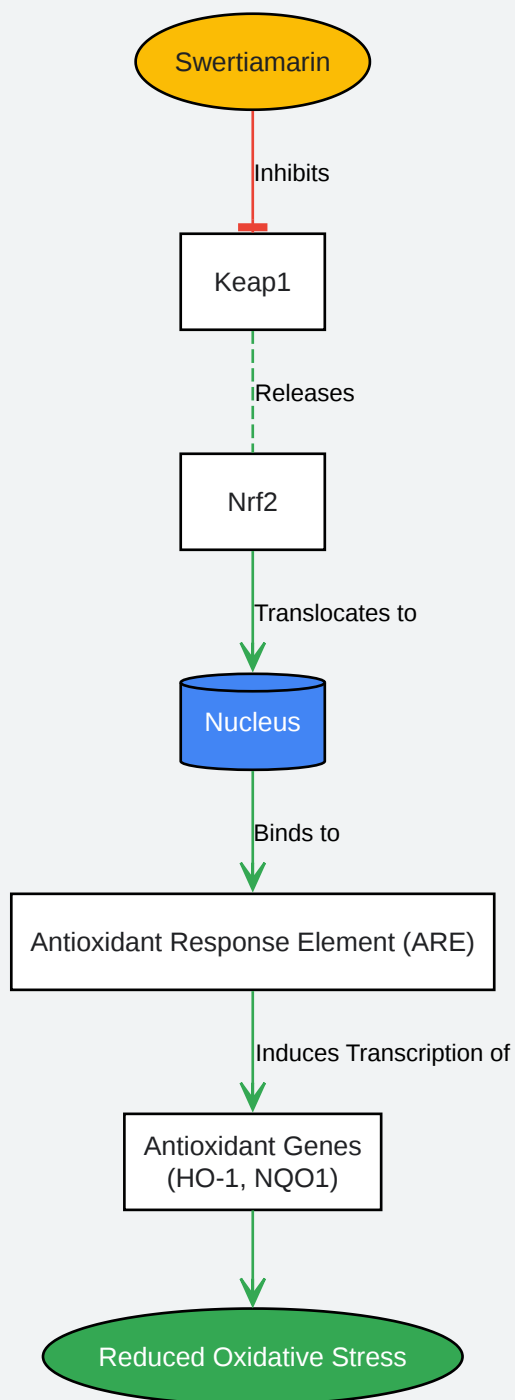 Swertiamarin
Inhibits
Keap1
Releases
Nrf2
Translocates to
Nucleus
Binds to
Antioxidant Response Element (ARE)
Induces Transcription of
Antioxidant Genes
(HO-1, NQO1)
Reduced Oxidative Stress